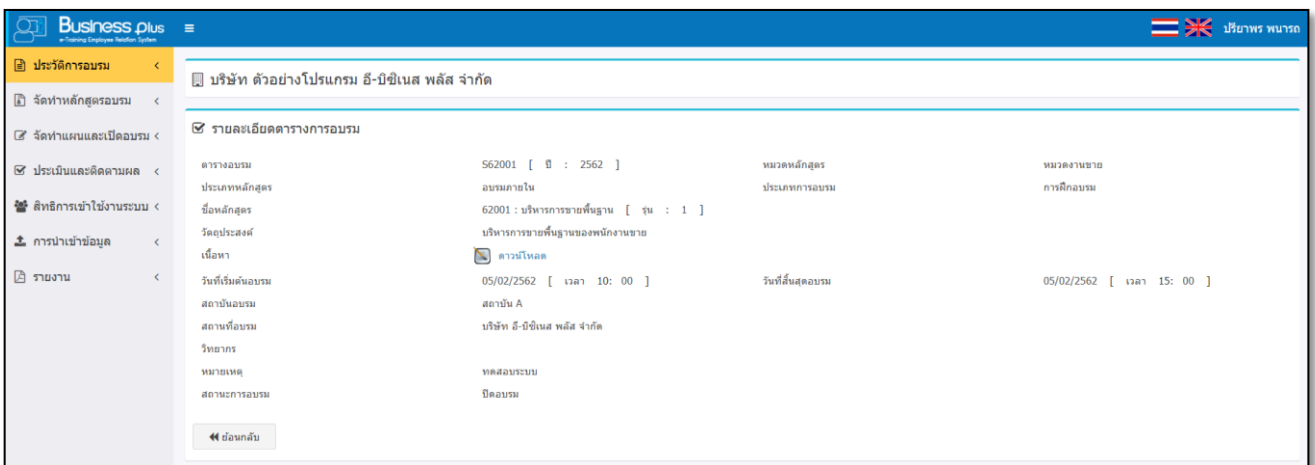 Business plus
e-Training Employee Relation System
ปรียาพร พนารถ
ประวัติการอบรม
จัดทำหลักสูตรอบรม
จัดทำแผนและเปิดอบรม
ประเมินและติดตามผล
สิทธิการเข้าใช้งานระบบ
การนำเข้าข้อมูล
รายงาน
บริษัท ตัวอย่างโปรแกรม อี-บิซิเนส พลัส จำกัด
รายละเอียดตารางการอบรม
ตารางอบรม S62001 [ ปี : 2562 ] หมวดหลักสูตร หมวดงานขาย
ประเภทหลักสูตร อบรมภายใน ประเภทการอบรม การฝึกอบรม
ชื่อหลักสูตร 62001 : บริหารการขายพื้นฐาน [ รุ่น : 1 ]
วัตถุประสงค์ บริหารการขายพื้นฐานของพนักงานขาย
เนื้อหา ดาวน์โหลด
วันที่เริ่มต้นอบรม 05/02/2562 [ เวลา 10: 00 ] วันที่สิ้นสุดอบรม 05/02/2562 [ เวลา 15: 00 ]
สถาบันอบรม สถาบัน A
สถานที่อบรม บริษัท อี-บิซิเนส พลัส จำกัด
วิทยากร
หมายเหตุ ทดสอบระบบ
สถานะการอบรม ปิดอบรม
ย้อนกลับ